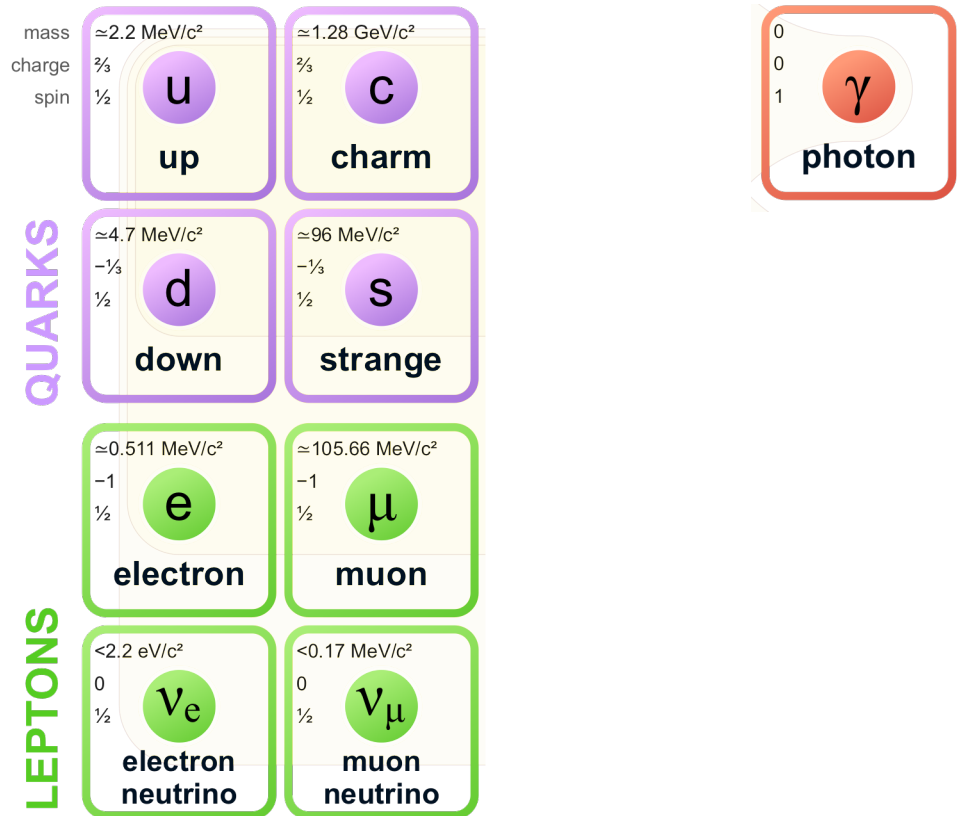 mass
charge
spin
≃2.2 MeV/c²
⅔
½
u
up
≃1.28 GeV/c²
⅔
½
c
charm
0
0
1
γ
photon
QUARKS
≃4.7 MeV/c²
−⅓
½
d
down
≃96 MeV/c²
−⅓
½
s
strange
LEPTONS
≃0.511 MeV/c²
−1
½
e
electron
≃105.66 MeV/c²
−1
½
μ
muon
<2.2 eV/c²
0
½
νe
electron
neutrino
<0.17 MeV/c²
0
½
νμ
muon
neutrino